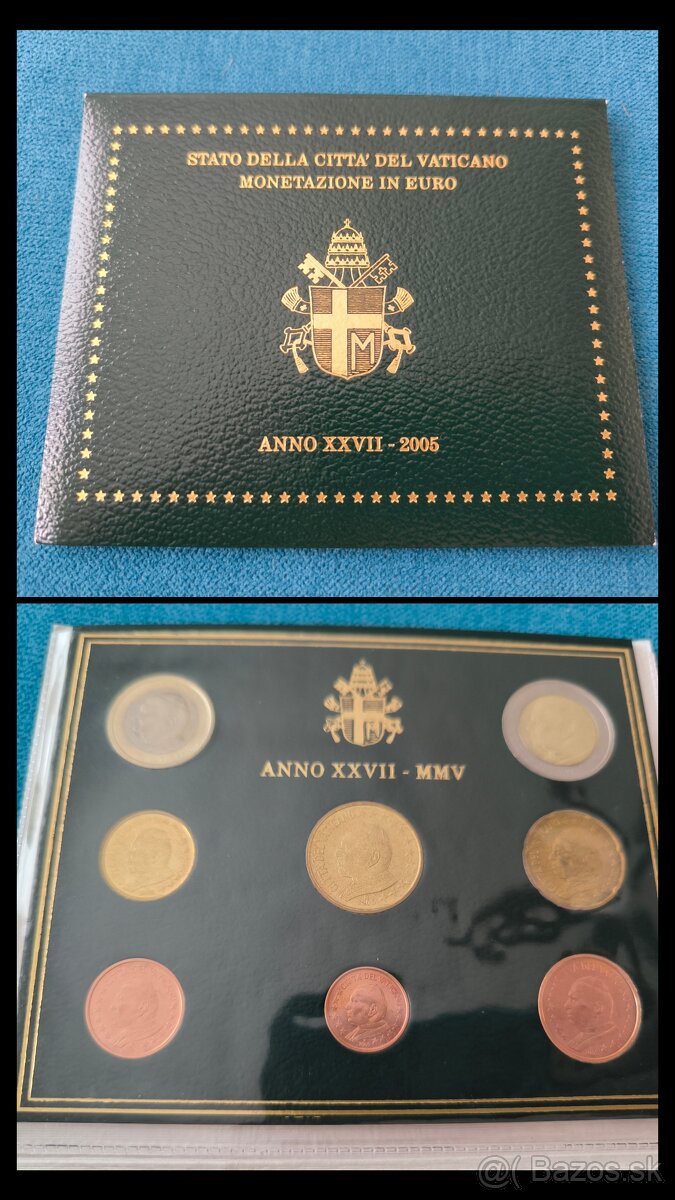 STATO DELLA CITTA' DEL VATICANO
MONETAZIONE IN EURO
M
ANNO XXVII - 2005
M
ANNO XXVII - MMV
@( Bazos.sk